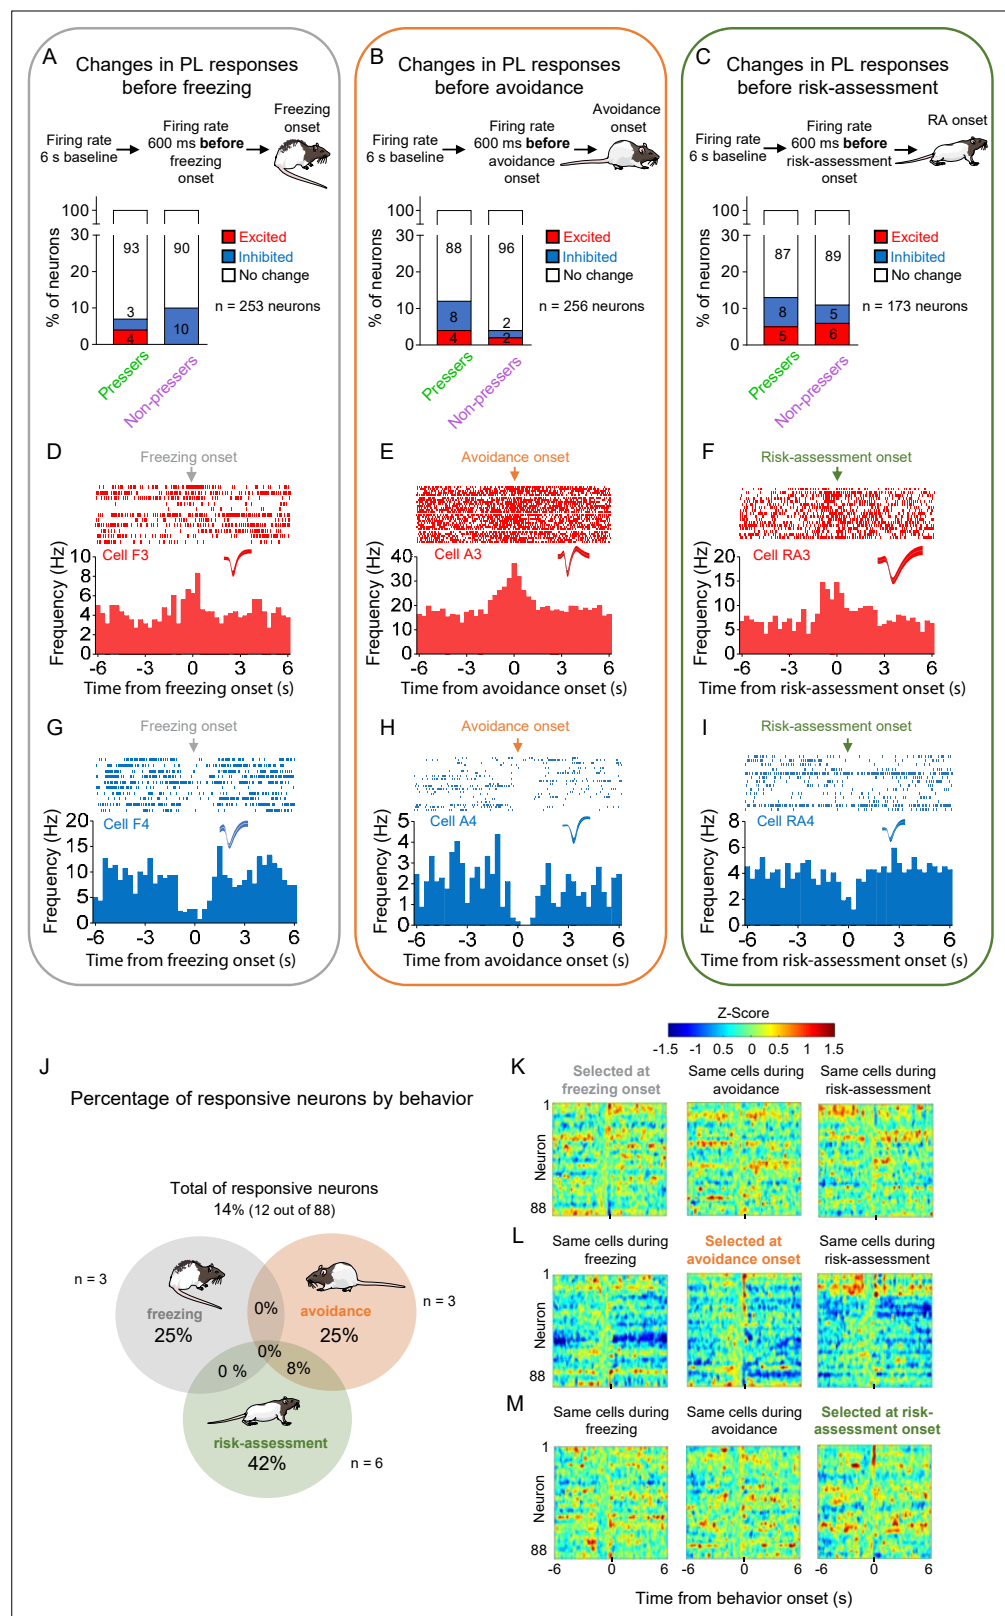 A
Changes in PL responses
before freezing
Firing rate
6 s baseline
Firing rate
600 ms before
freezing
onset
Freezing
onset
% of neurons
100
30
20
10
0
93
3
4
90
10
Excited
Inhibited
No change
n = 253 neurons
Pressers
Non-pressers
B
Changes in PL responses
before avoidance
Firing rate
6 s baseline
Firing rate
600 ms before
avoidance
onset
Avoidance
onset
% of neurons
100
30
20
10
0
88
8
4
96
2
2
Excited
Inhibited
No change
n = 256 neurons
Pressers
Non-pressers
C
Changes in PL responses
before risk-assessment
Firing rate
6 s baseline
Firing rate
600 ms before
risk-assessment
onset
RA onset
% of neurons
100
30
20
10
0
87
8
5
89
5
6
Excited
Inhibited
No change
n = 173 neurons
Pressers
Non-pressers
D
Freezing onset
Cell F3
Frequency (Hz)
10
8
6
4
2
0
-6 -3 0 3 6
Time from freezing onset (s)
E
Avoidance onset
Cell A3
Frequency (Hz)
40
30
20
10
0
-6 -3 0 3 6
Time from avoidance onset (s)
F
Risk-assessment onset
Cell RA3
Frequency (Hz)
20
15
10
5
0
-6 -3 0 3 6
Time from risk-assessment onset (s)
G
Freezing onset
Cell F4
Frequency (Hz)
20
15
10
5
0
-6 -3 0 3 6
Time from freezing onset (s)
H
Avoidance onset
Cell A4
Frequency (Hz)
5
4
3
2
1
0
-6 -3 0 3 6
Time from avoidance onset (s)
I
Risk-assessment onset
Cell RA4
Frequency (Hz)
8
6
4
2
0
-6 -3 0 3 6
Time from risk-assessment onset (s)
J
Percentage of responsive neurons by behavior
Total of responsive neurons
14% (12 out of 88)
n = 3
freezing
25%
0%
avoidance
25%
n = 3
0%
0 %
8%
risk-assessment
42%
n = 6
Z-Score
-1.5 -1 0.5 0 0.5 1 1.5
K
Selected at
freezing onset
Same cells during
avoidance
Same cells during
risk-assessment
1
Neuron
88
-6 0 6
-6 0 6
-6 0 6
L
Same cells during
freezing
Selected at
avoidance onset
Same cells during
risk-assessment
1
Neuron
88
M
Same cells during
freezing
Same cells during
avoidance
Selected at risk-
assessment onset
1
Neuron
88
-6 0 6
-6 0 6
-6 0 6
Time from behavior onset (s)